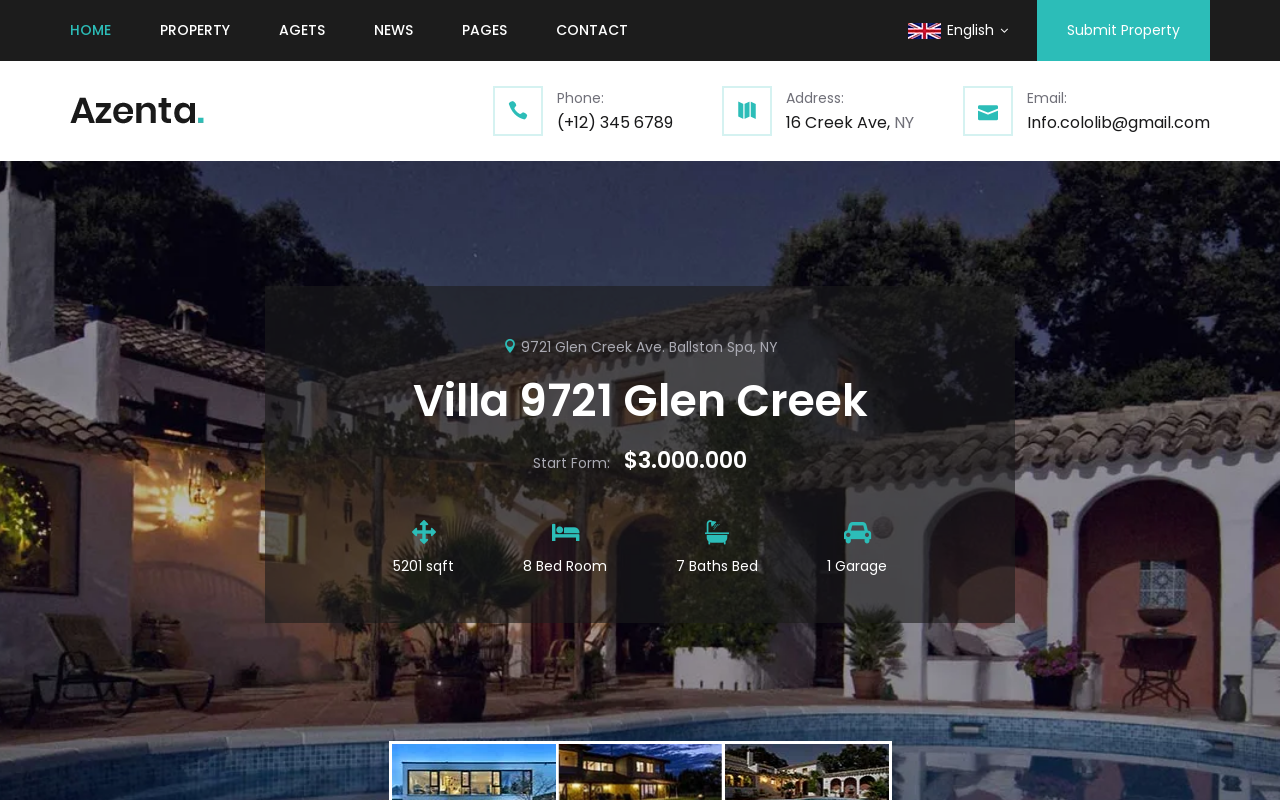 HOME PROPERTY AGETS NEWS PAGES CONTACT English Submit Property
Azenta.
Phone:
(+12) 345 6789
Address:
16 Creek Ave, NY
Email:
Info.cololib@gmail.com
9721 Glen Creek Ave. Ballston Spa, NY
Villa 9721 Glen Creek
Start Form: $3.000.000
5201 sqft
8 Bed Room
7 Baths Bed
1 Garage